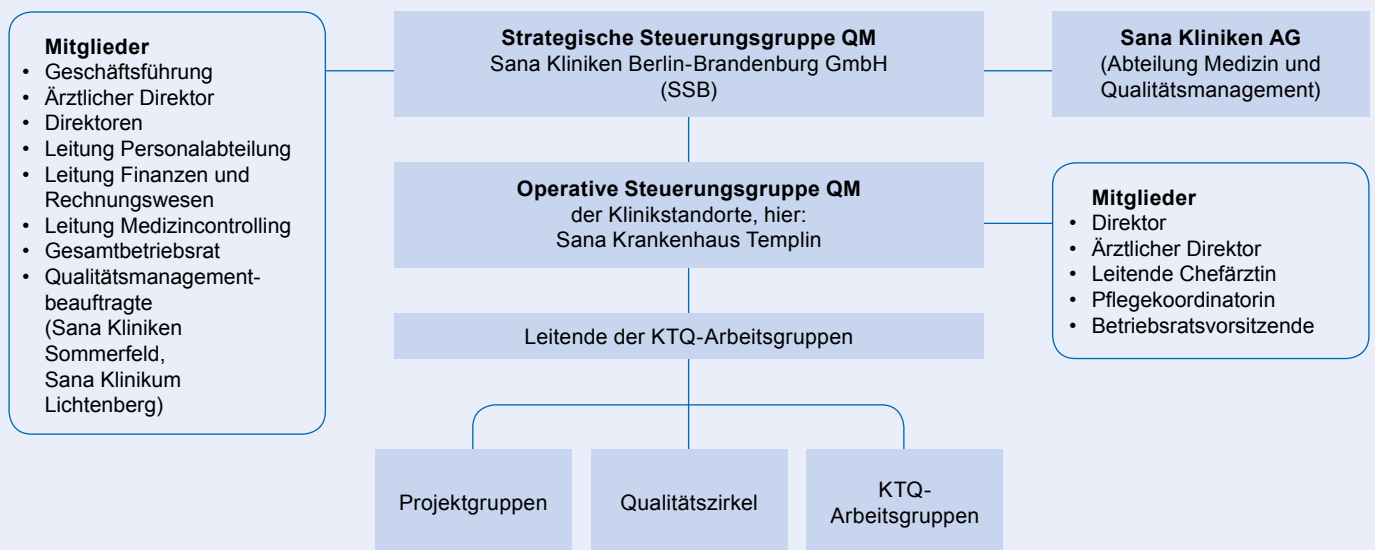 Mitglieder
• Geschäftsführung
• Ärztlicher Direktor
• Direktoren
• Leitung Personalabteilung
• Leitung Finanzen und
Rechnungswesen
• Leitung Medizincontrolling
• Gesamtbetriebsrat
• Qualitätsmanagement-
beauftragte
(Sana Kliniken
Sommerfeld,
Sana Klinikum
Lichtenberg)
Strategische Steuerungsgruppe QM
Sana Kliniken Berlin-Brandenburg GmbH
(SSB)
Sana Kliniken AG
(Abteilung Medizin und
Qualitätsmanagement)
Operative Steuerungsgruppe QM
der Klinikstandorte, hier:
Sana Krankenhaus Templin
Mitglieder
• Direktor
• Ärztlicher Direktor
• Leitende Chefärztin
• Pflegekoordinatorin
• Betriebsratsvorsitzende
Leitende der KTQ-Arbeitsgruppen
Projektgruppen
Qualitätszirkel
KTQ-
Arbeitsgruppen